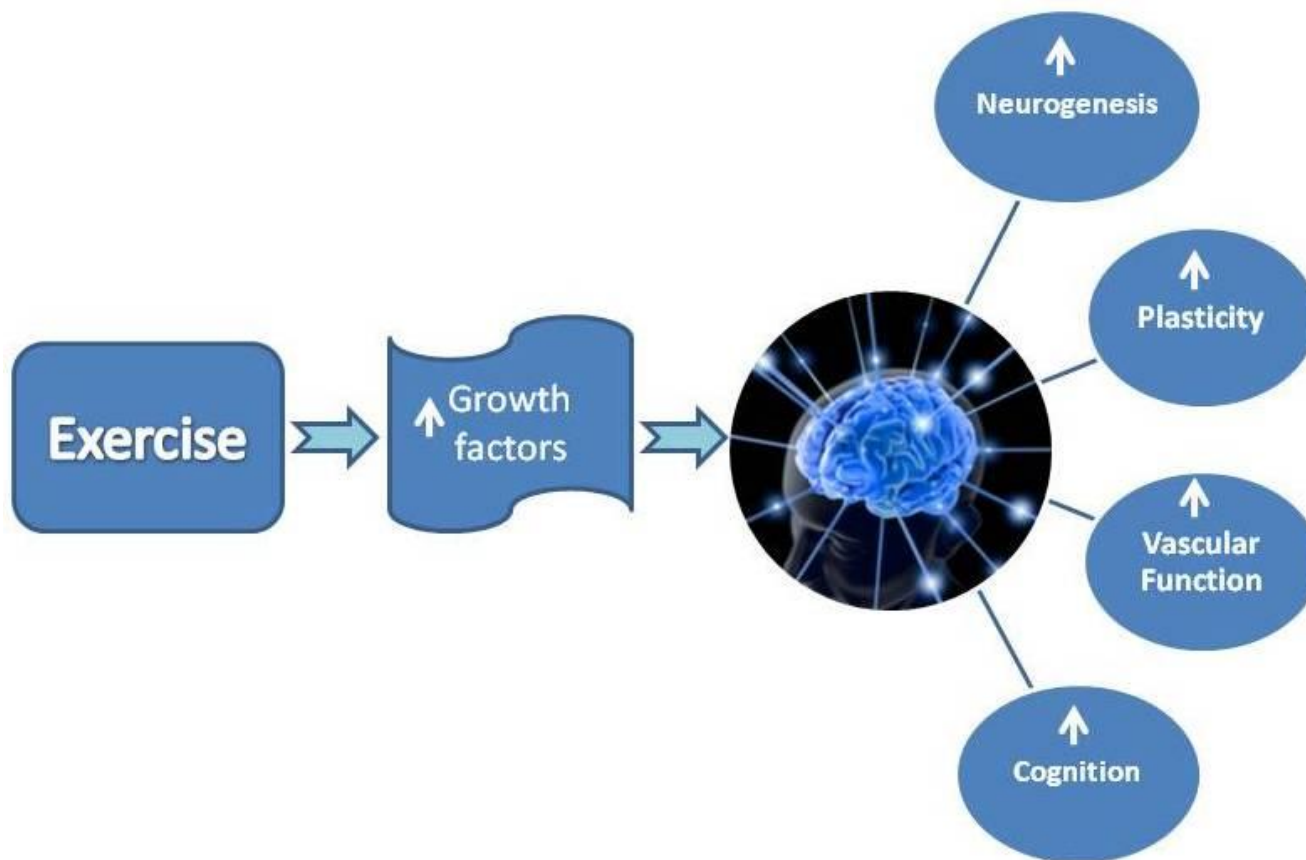 Exercise
↑ Growth
factors
↑
Neurogenesis
↑
Plasticity
↑
Vascular
Function
↑
Cognition